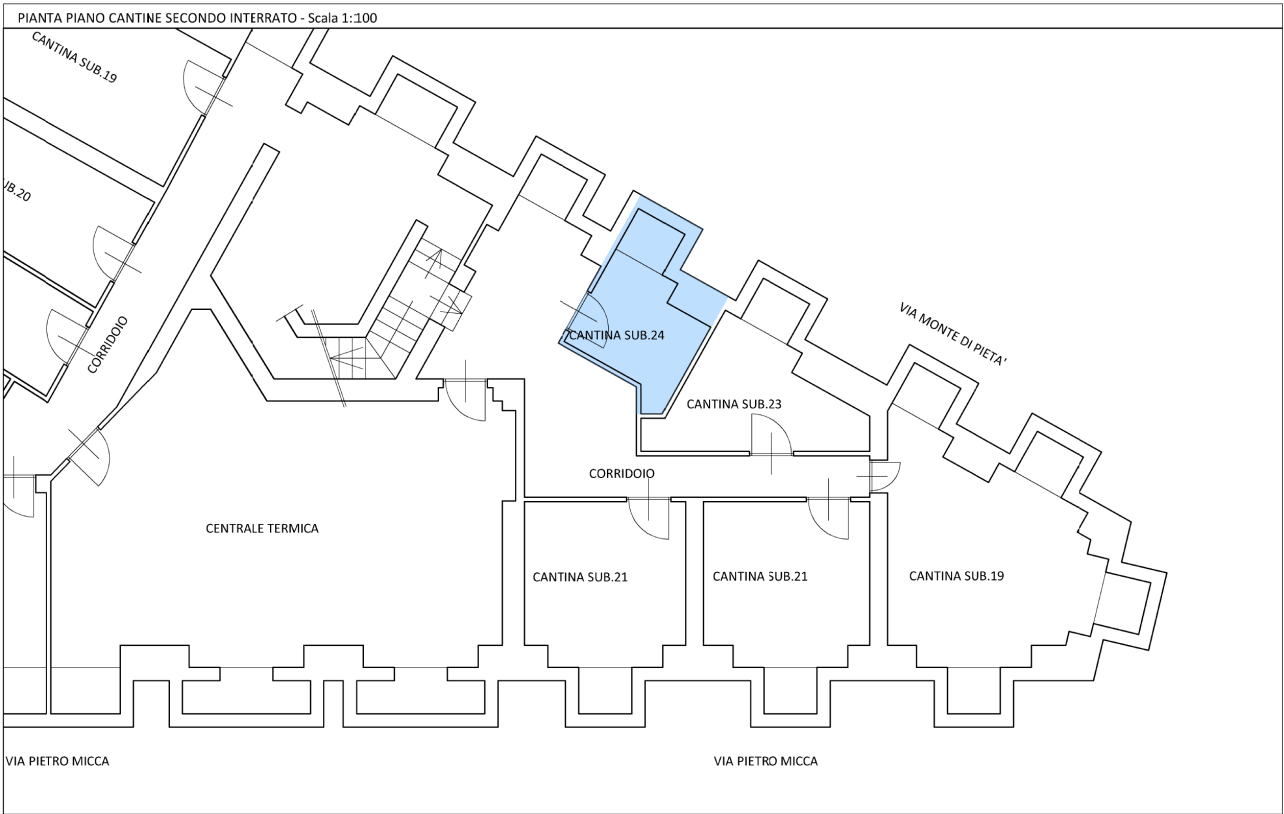 PIANTA PIANO CANTINE SECONDO INTERRATO - Scala 1:100
CANTINA SUB.19
UB.20
CORRIDOIO
CANTINA SUB.24
VIA MONTE DI PIETA'
CANTINA SUB.23
CORRIDOIO
CENTRALE TERMICA
CANTINA SUB.21
CANTINA SUB.21
CANTINA SUB.19
VIA PIETRO MICCA
VIA PIETRO MICCA